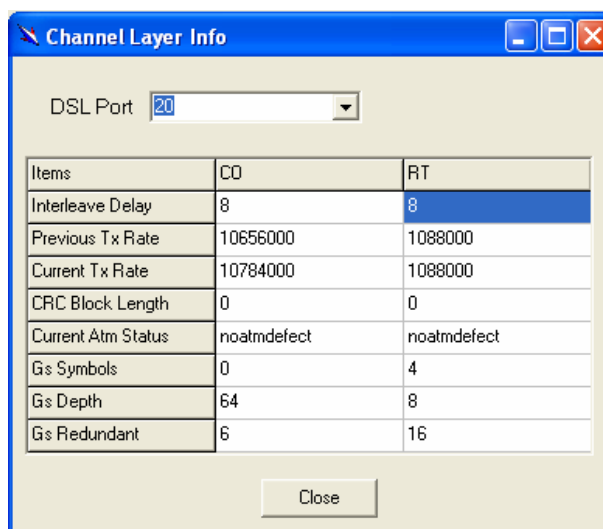 Channel Layer Info
DSL Port 20
Items CO RT
Interleave Delay 8 8
Previous Tx Rate 10656000 1088000
Current Tx Rate 10784000 1088000
CRC Block Length 0 0
Current Atm Status noatmdefect noatmdefect
Gs Symbols 0 4
Gs Depth 64 8
Gs Redundant 6 16
Close